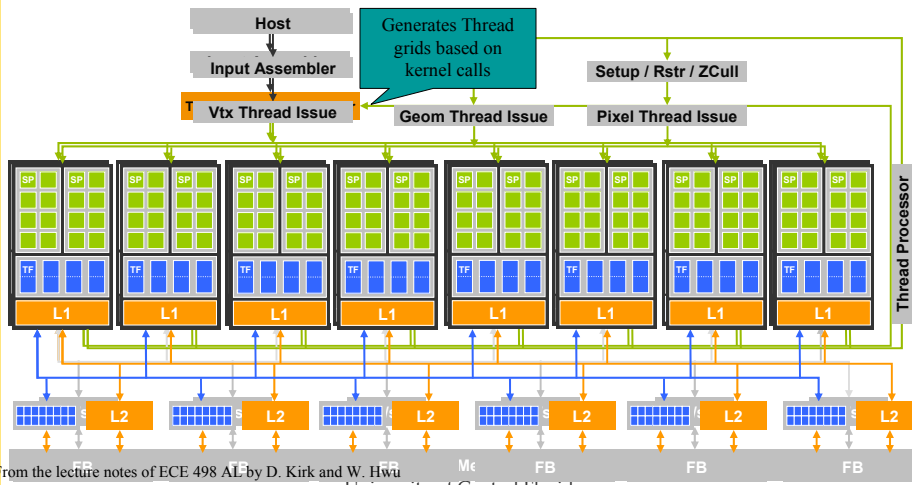 Host
Generates Thread
grids based on
kernel calls
Input Assembler
Setup / Rstr / ZCull
Vtx Thread Issue
Geom Thread Issue
Pixel Thread Issue
Thread Processor
SP SP SP SP SP SP SP SP SP SP SP SP SP SP SP SP
TF TF TF TF TF TF TF TF
L1 L1 L1 L1 L1 L1 L1 L1
L2 L2 L2 L2 L2 L2
FB FB FB FB FB FB
From the lecture notes of ECE 498 AL by D. Kirk and W. Hwu